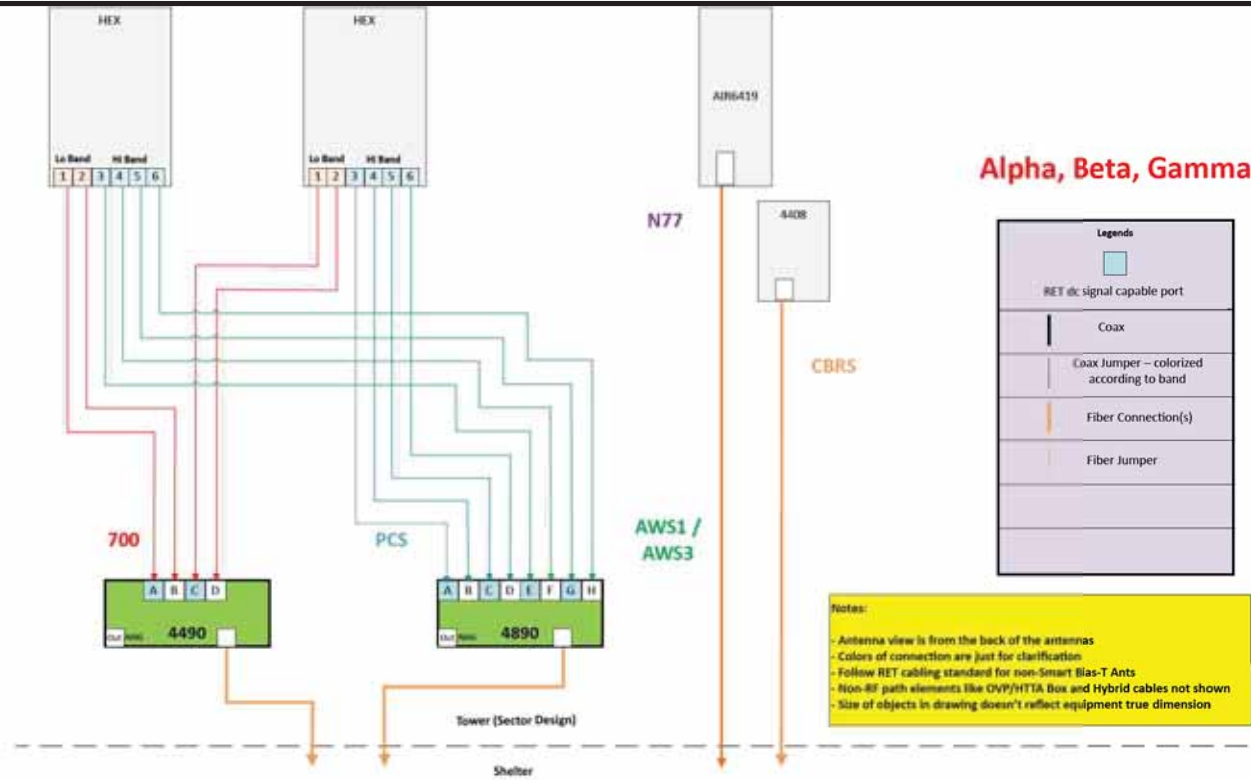 HEX
HEX
Lo Band Hi Band
1 2 3 4 5 6
Lo Band Hi Band
1 2 3 4 5 6
AIR6419
N77
4408
CBRS
Alpha, Beta, Gamma
Legends
RET dc signal capable port
Coax
Coax Jumper – colorized
according to band
Fiber Connection(s)
Fiber Jumper
700
PCS
AWS1 /
AWS3
A B C D
4490
A B C D E F G H
4890
Notes:
- Antenna view is from the back of the antennas
- Colors of connection are just for clarification
- Follow RET cabling standard for non-Smart Bias-T Ants
- Non-RF path elements like OVP/HTTA Box and Hybrid cables not shown
- Size of objects in drawing doesn't reflect equipment true dimension
Tower (Sector Design)
Shelter